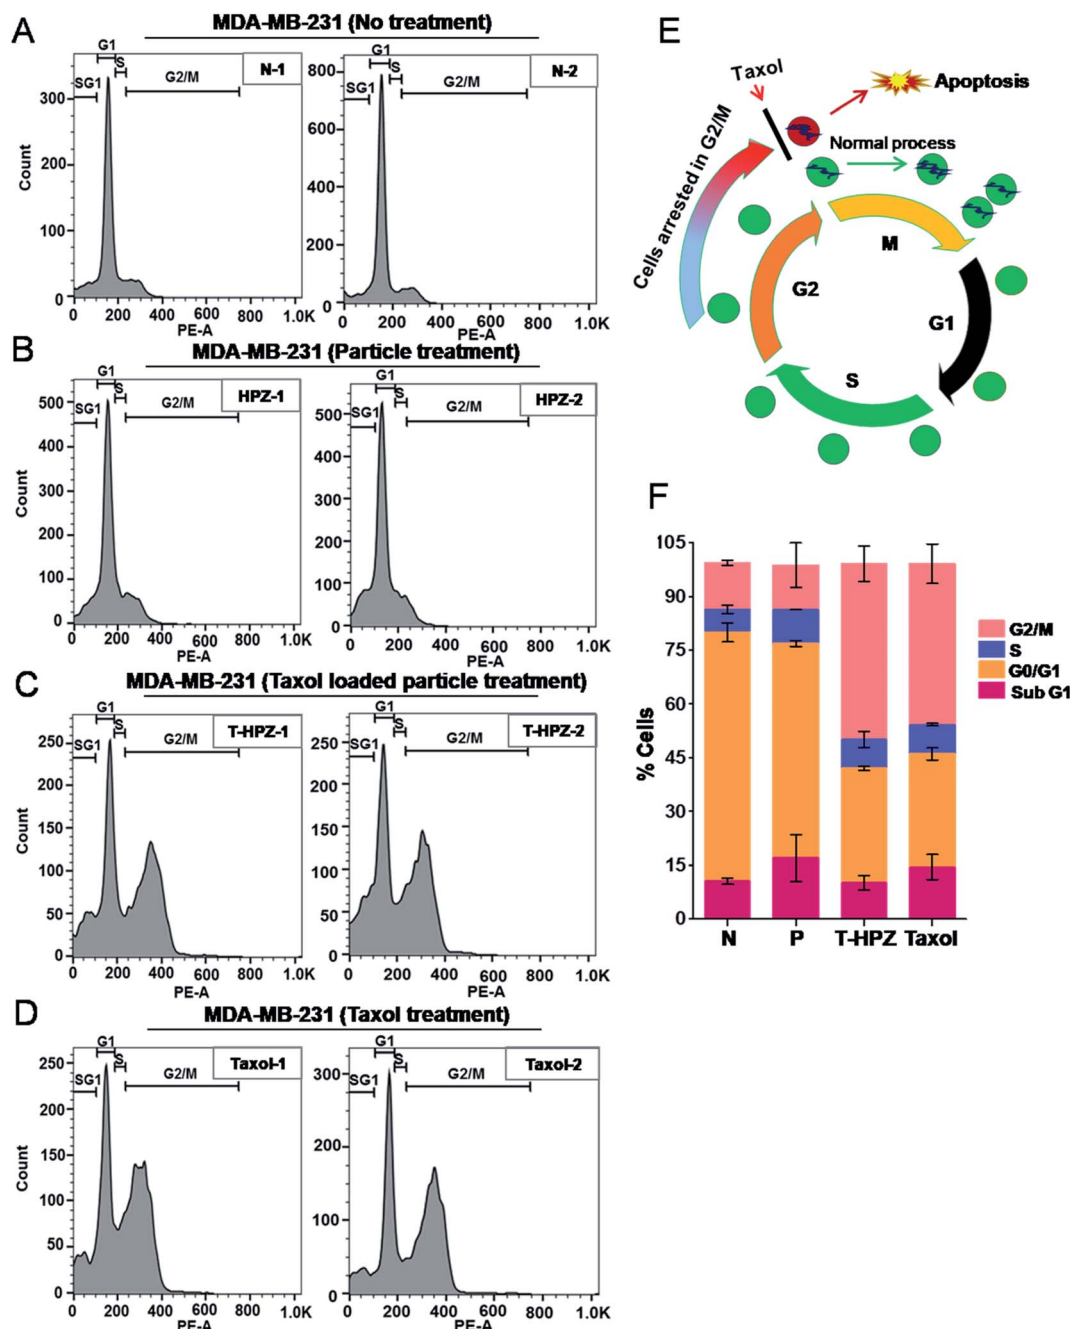 A
MDA-MB-231 (No treatment)
G1
S
SG1
G2/M
N-1
Count
300
200
100
0
0 200 400 600 800 1.0K
PE-A
G1
S
SG1
G2/M
N-2
800
600
400
200
0
0 200 400 600 800 1.0K
PE-A
B
MDA-MB-231 (Particle treatment)
G1
S
SG1
G2/M
HPZ-1
Count
500
400
300
200
100
0
0 200 400 600 800 1.0K
G1
S
SG1
G2/M
HPZ-2
500
400
300
200
100
0
0 200 400 600 800 1.0K
C
MDA-MB-231 (Taxol loaded particle treatment)
G1
S
SG1
G2/M
T-HPZ-1
Count
250
200
150
100
50
0
0 200 400 600 800 1.0K
PE-A
G1
S
SG1
G2/M
T-HPZ-2
250
200
150
100
50
0
0 200 400 600 800 1.0K
PE-A
D
MDA-MB-231 (Taxol treatment)
G1
S
SG1
G2/M
Taxol-1
Count
250
200
150
100
50
0
0 200 400 600 800 1.0K
PE-A
G1
S
SG1
G2/M
Taxol-2
300
200
100
0
0 200 400 600 800 1.0K
PE-A
E
Taxol
Apoptosis
Normal process
Cells arrested in G2/M
M
G2
G1
S
F
% Cells
105
90
75
60
45
30
15
0
N P T-HPZ Taxol
G2/M
S
G0/G1
Sub G1